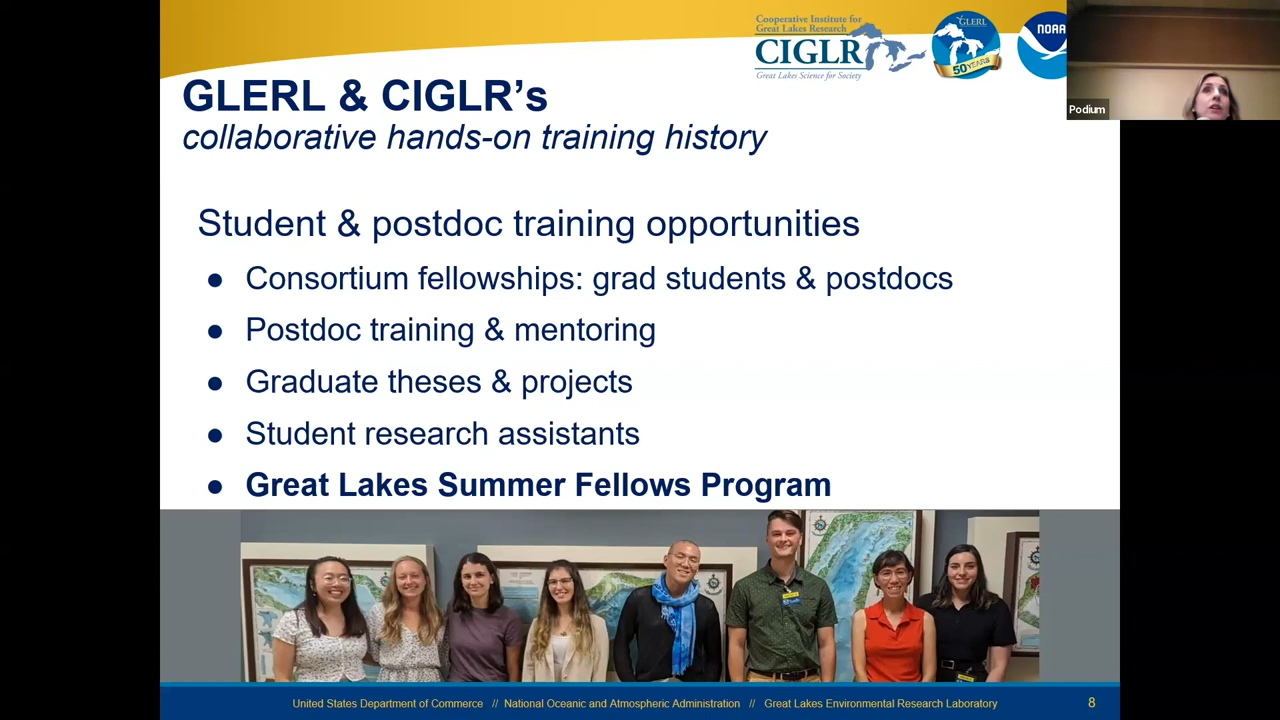 Cooperative Institute for
Great Lakes Research
CIGLR
Great Lakes Science for Society
GLERL
50 YEARS
NOAA
Podium
GLERL & CIGLR’s
collaborative hands-on training history
Student & postdoc training opportunities
● Consortium fellowships: grad students & postdocs
● Postdoc training & mentoring
● Graduate theses & projects
● Student research assistants
● Great Lakes Summer Fellows Program
United States Department of Commerce // National Oceanic and Atmospheric Administration // Great Lakes Environmental Research Laboratory
8